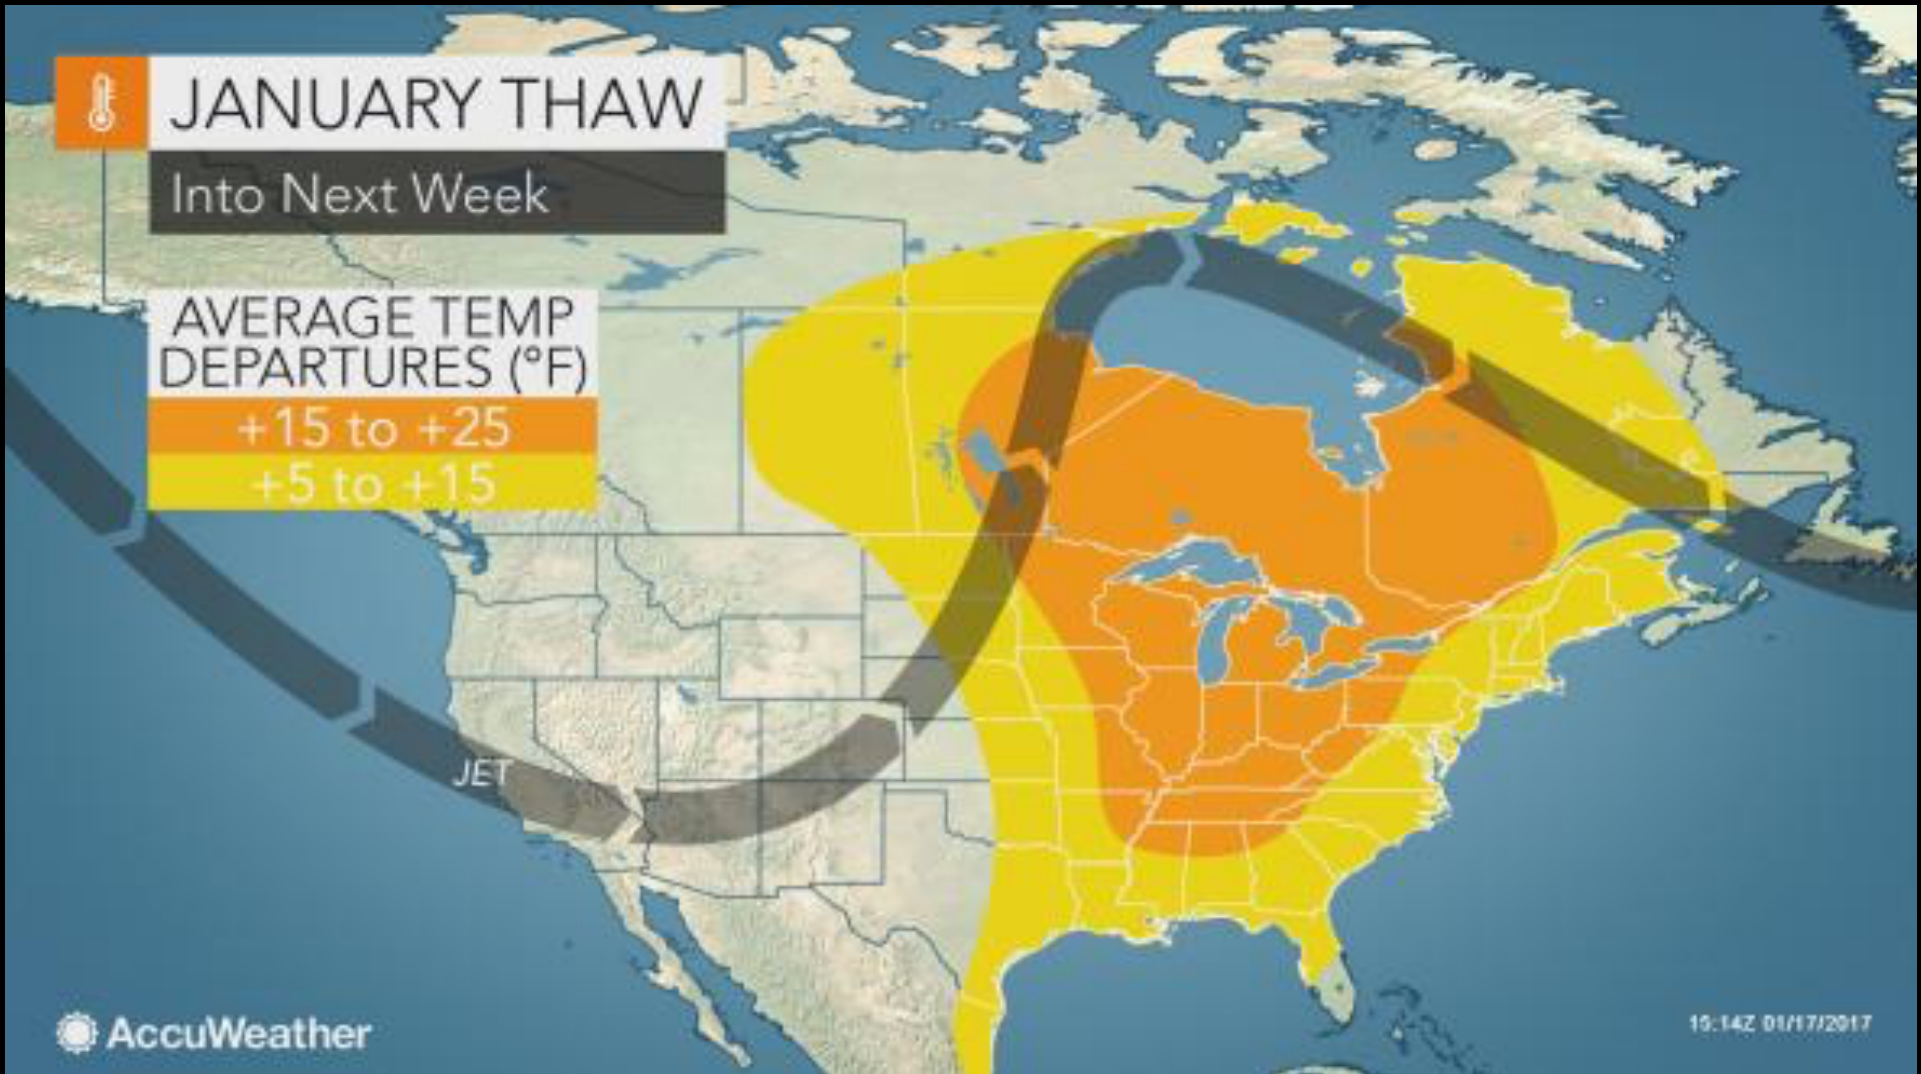 JANUARY THAW
Into Next Week
AVERAGE TEMP
DEPARTURES (°F)
+15 to +25
+5 to +15
JET
AccuWeather
15:14Z 01/17/2017